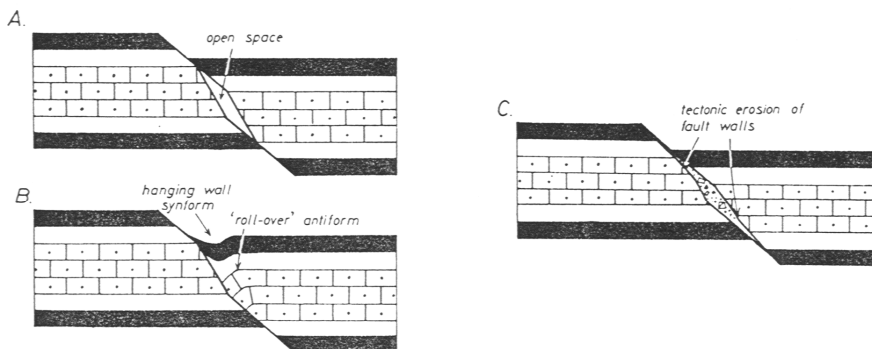 A.
open space
B.
hanging wall
synform
'roll-over' antiform
C.
tectonic erosion of
fault walls